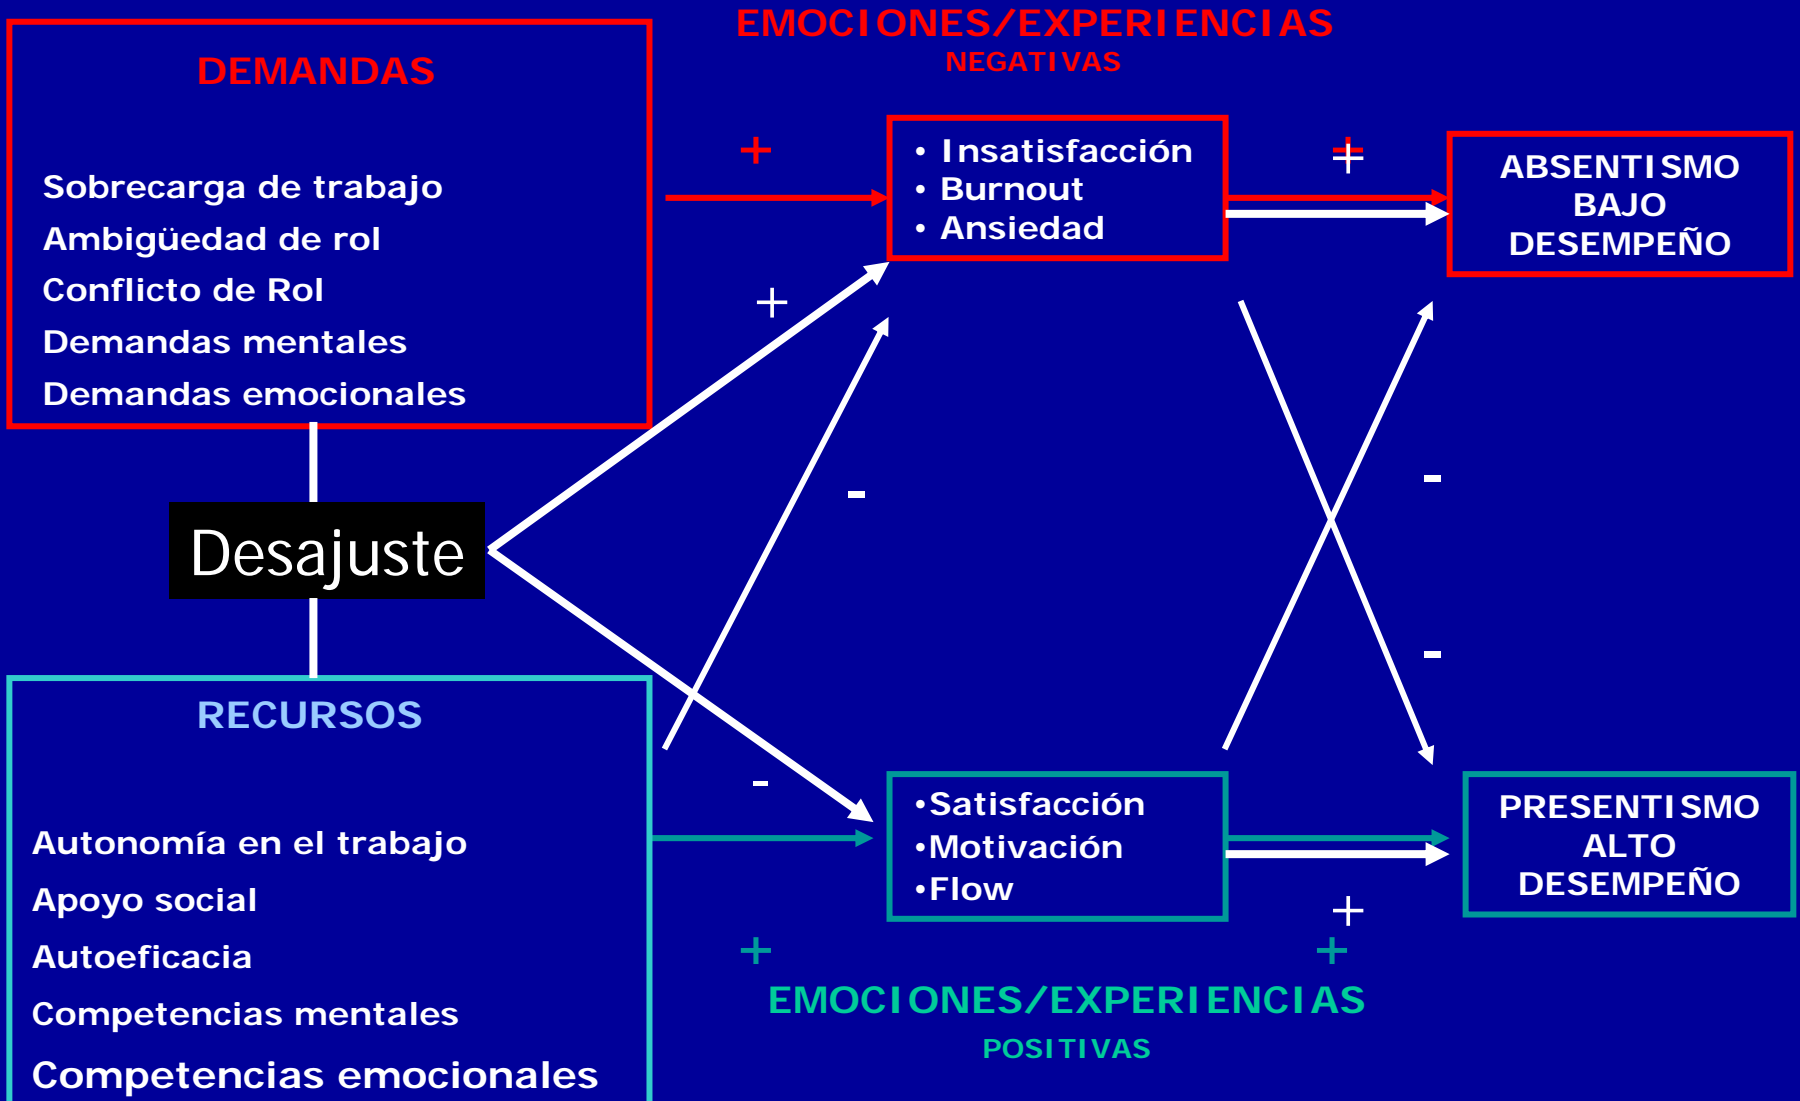 EMOCIONES/EXPERIENCIAS
NEGATIVAS
DEMANDAS
Sobrecarga de trabajo
Ambigüedad de rol
Conflicto de Rol
Demandas mentales
Demandas emocionales
+
• Insatisfacción
• Burnout
• Ansiedad
+
+
ABSENTISMO
BAJO
DESEMPEÑO
+
-
-
Desajuste
-
RECURSOS
Autonomía en el trabajo
Apoyo social
Autoeficacia
Competencias mentales
Competencias emocionales
-
•Satisfacción
•Motivación
•Flow
PRESENTISMO
ALTO
DESEMPEÑO
+
+
+
EMOCIONES/EXPERIENCIAS
POSITIVAS